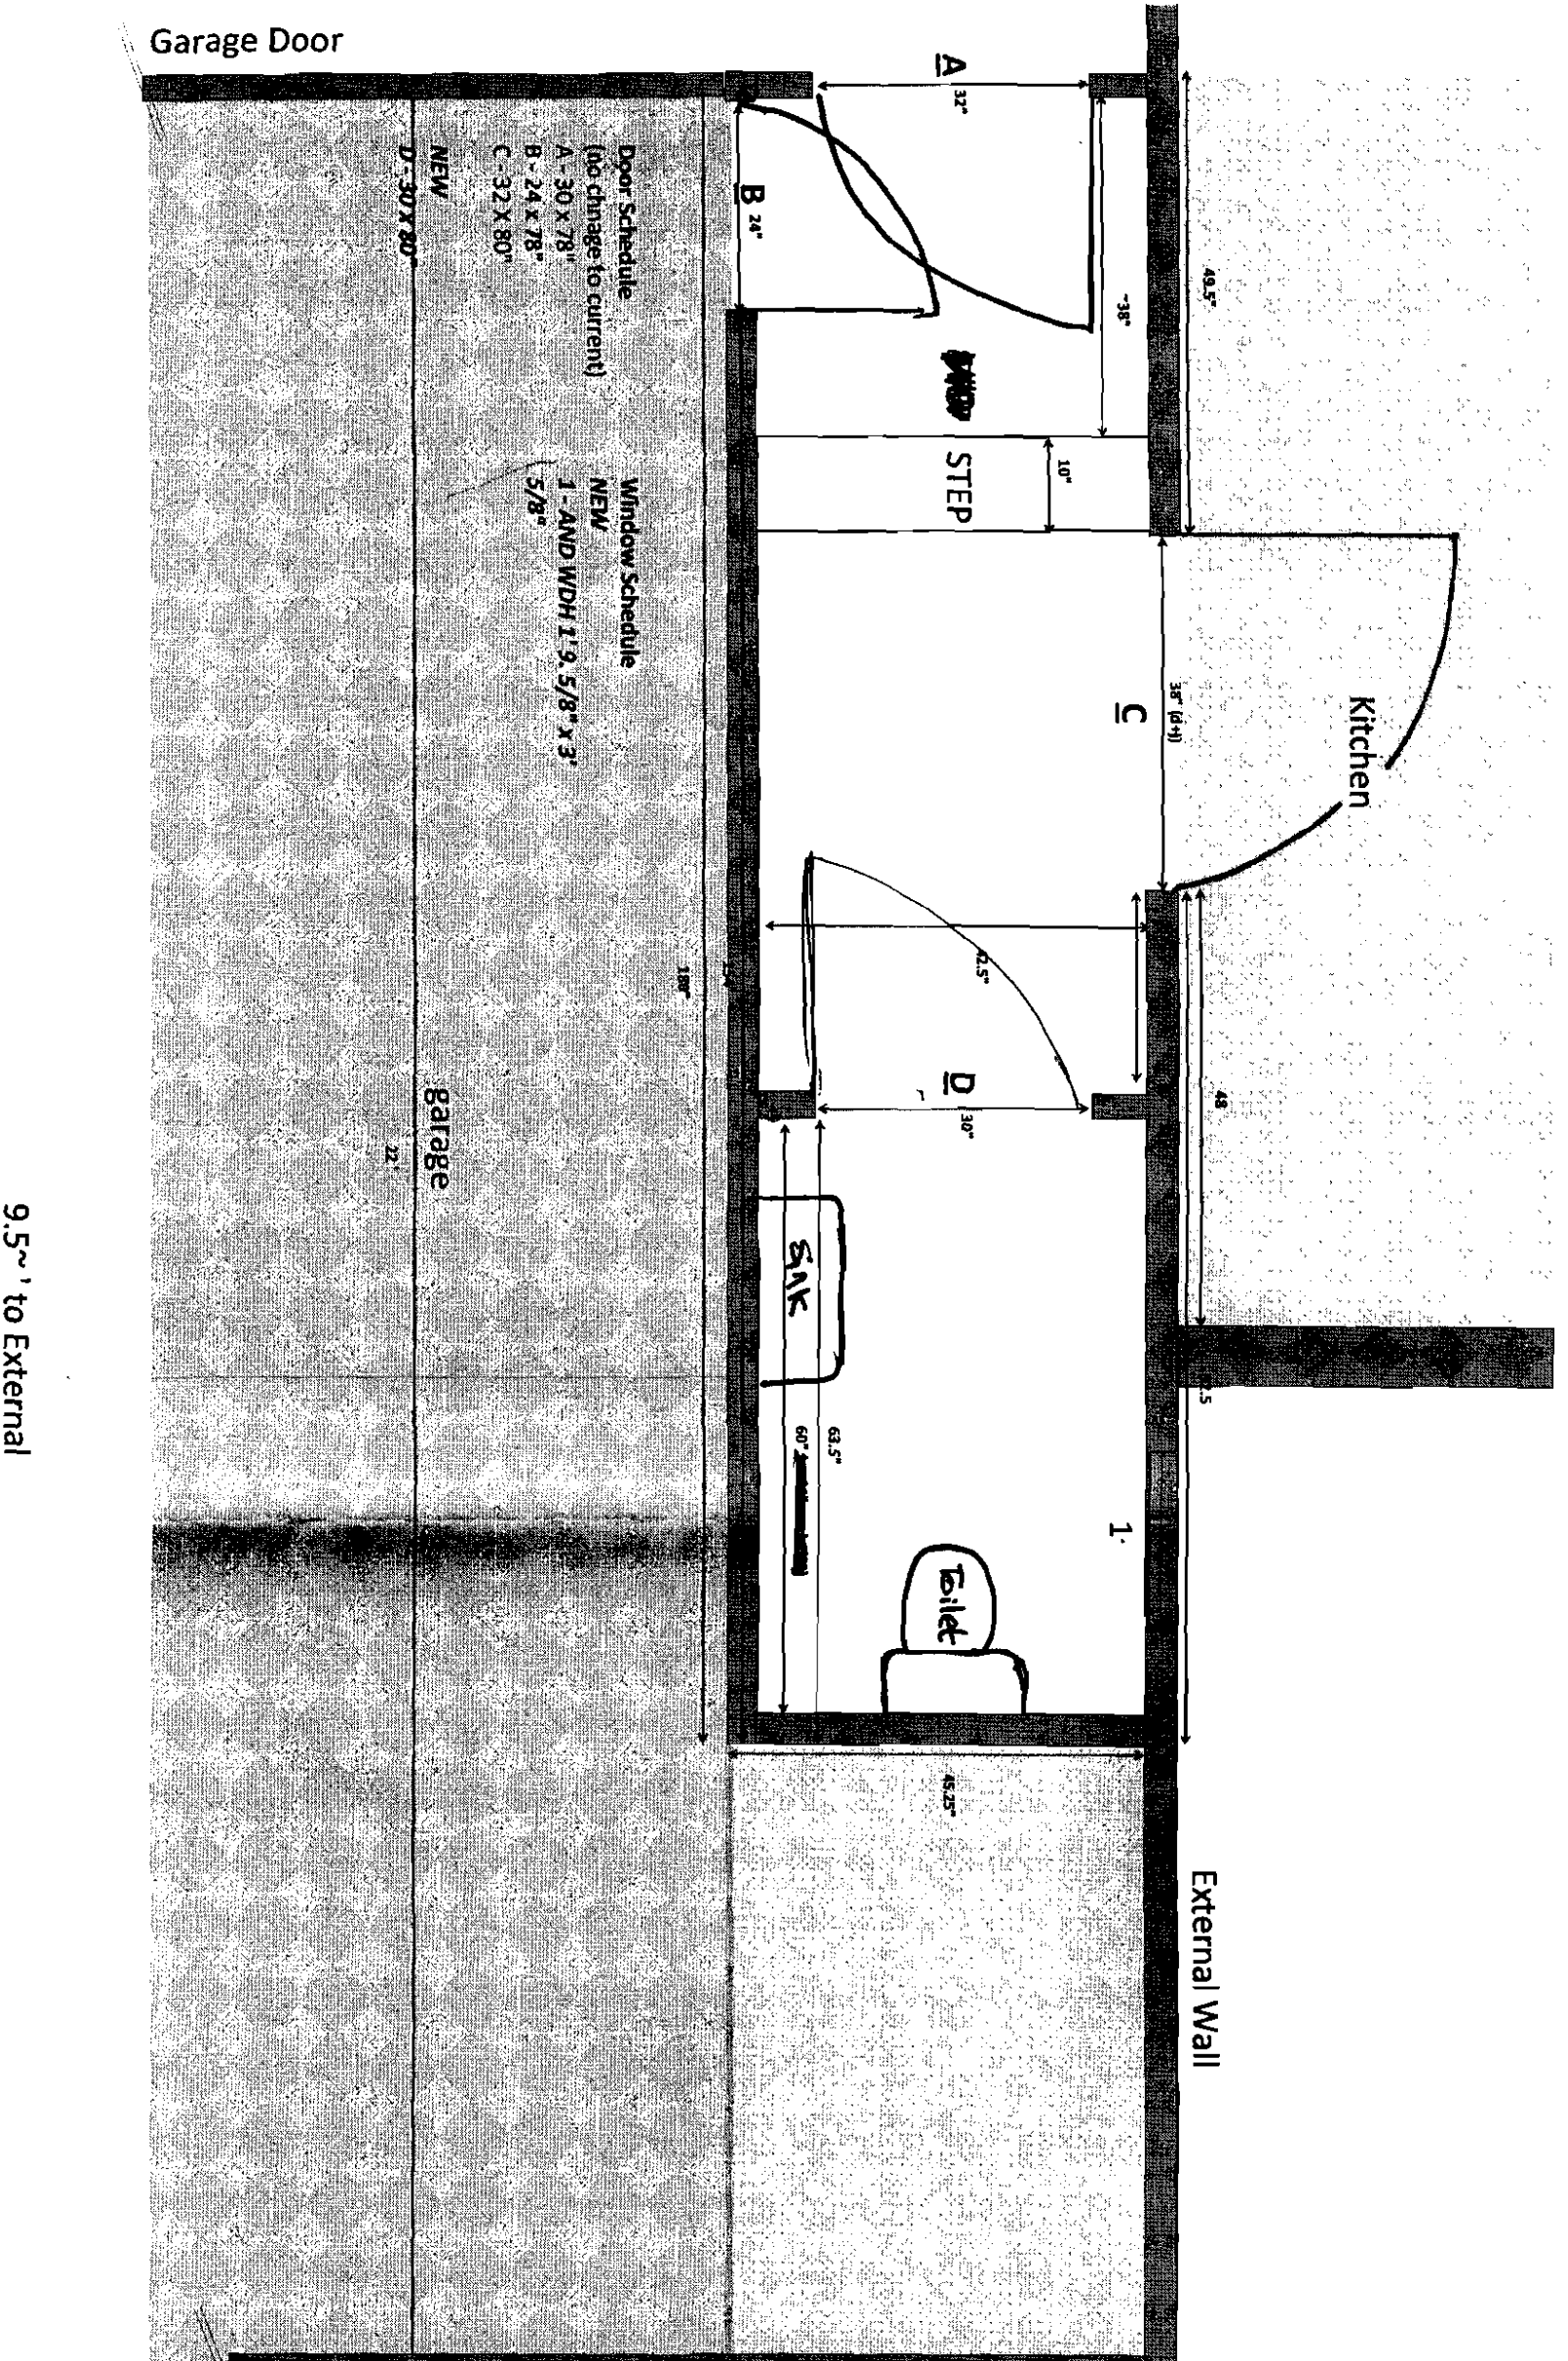 Garage Door
A
32"
B 24"
~38"
49.5"
Door Schedule
(no chnage to current)
A - 30 x 78"
B - 24 x 78"
C - 32 X 80"
NEW
D - 30 X 80"
STEP
10"
Window Schedule
NEW
1 - AND WDH 1' 9. 5/8" x 3'
5/8"
C
38" (d+j)
Kitchen
188"
D
30"
48
garage
22'
Sink
63.5"
60"
1
Toilet
45.25"
External Wall
9.5~' to External